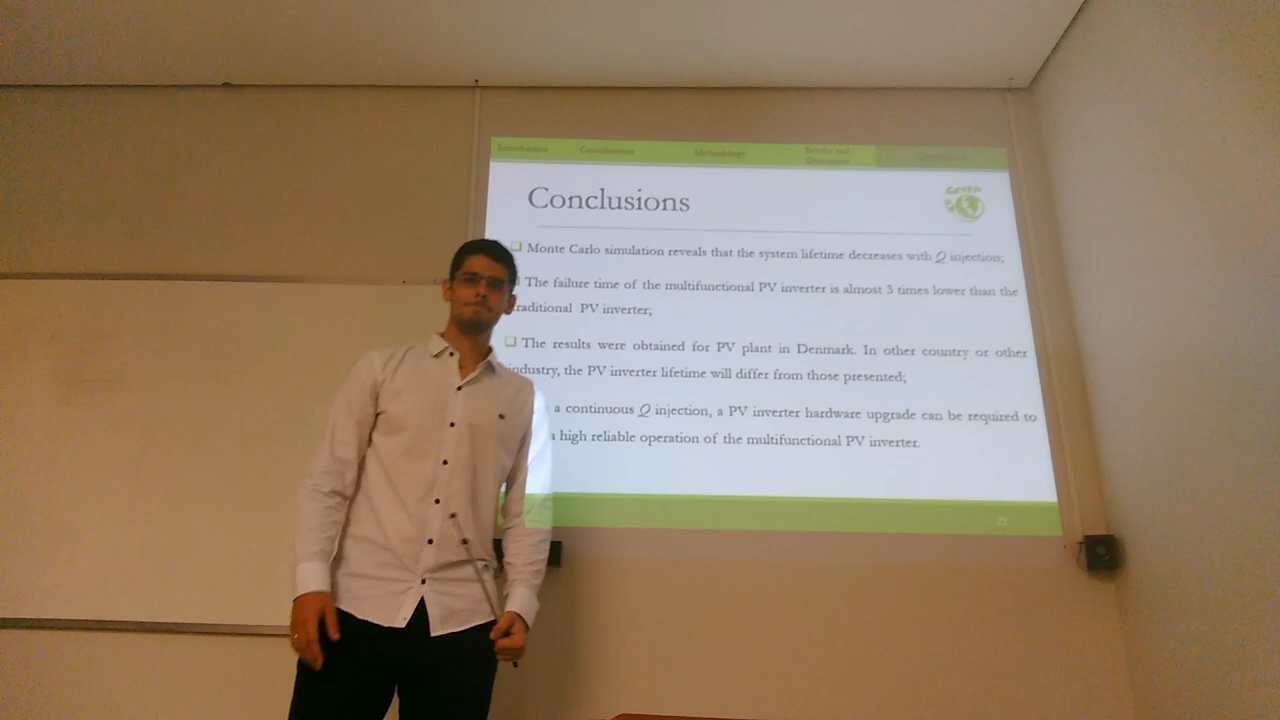 Introduction Contributions Methodology Results and
Discussions
Conclusions
Monte Carlo simulation reveals that the system lifetime decreases with Q injection;
The failure time of the multifunctional PV inverter is almost 3 times lower than the
raditional PV inverter;
The results were obtained for PV plant in Denmark. In other country or other
ndustry, the PV inverter lifetime will differ from those presented;
a continuous Q injection, a PV inverter hardware upgrade can be required to
a high reliable operation of the multifunctional PV inverter.